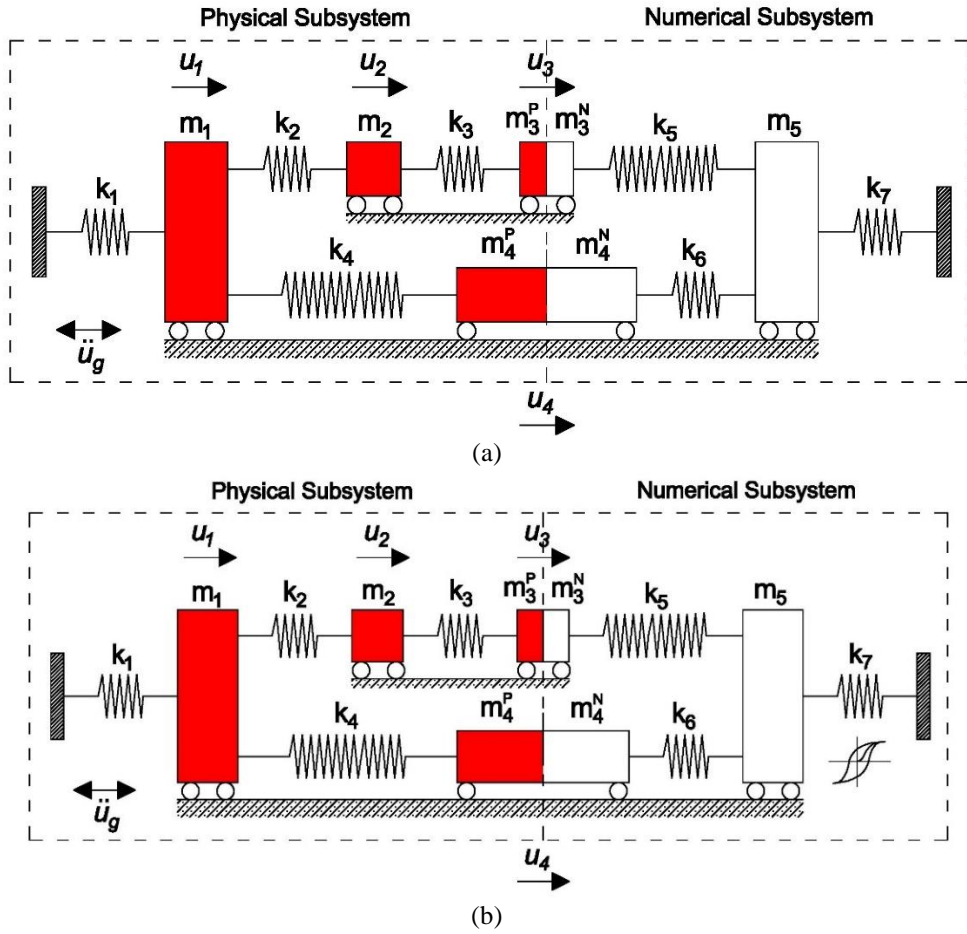 Physical Subsystem Numerical Subsystem
u₁ u₂ u₃
m₁ k₂ m₂ k₃ m₃ᴾ m₃ᴺ k₅ m₅
k₁ k₇
k₄ m₄ᴾ m₄ᴺ k₆
ü_g
u₄
(a)
Physical Subsystem Numerical Subsystem
u₁ u₂ u₃
m₁ k₂ m₂ k₃ m₃ᴾ m₃ᴺ k₅ m₅
k₁ k₇
k₄ m₄ᴾ m₄ᴺ k₆
ü_g
u₄
(b)